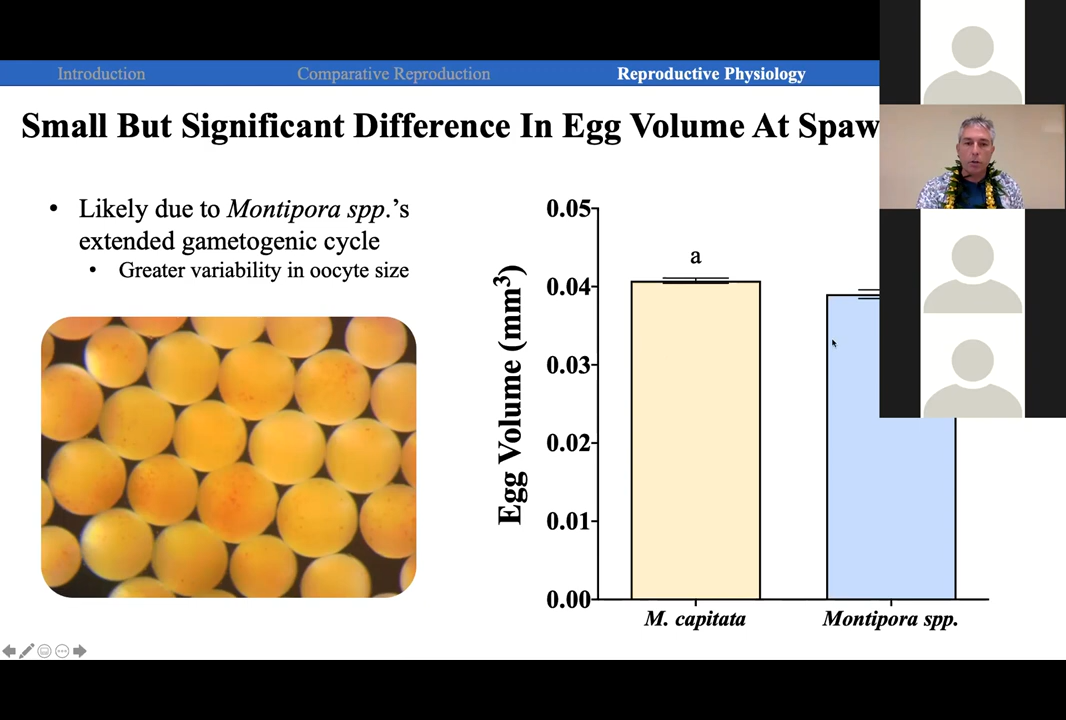 Introduction Comparative Reproduction Reproductive Physiology
Small But Significant Difference In Egg Volume At Spaw
• Likely due to Montipora spp.'s
extended gametogenic cycle
• Greater variability in oocyte size
Egg Volume (mm³)
0.05
a
0.04
0.03
0.02
0.01
0.00
M. capitata Montipora spp.